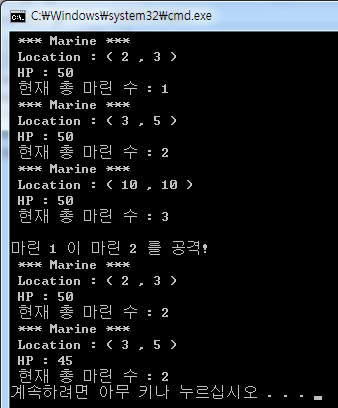 C:₩Windows₩system32₩cmd.exe
*** Marine ***
Location : ( 2 , 3 )
HP : 50
현재 총 마린 수 : 1
*** Marine ***
Location : ( 3 , 5 )
HP : 50
현재 총 마린 수 : 2
*** Marine ***
Location : ( 10 , 10 )
HP : 50
현재 총 마린 수 : 3
마린 1 이 마린 2 를 공격!
*** Marine ***
Location : ( 2 , 3 )
HP : 50
현재 총 마린 수 : 2
*** Marine ***
Location : ( 3 , 5 )
HP : 45
현재 총 마린 수 : 2
계속하려면 아무 키나 누르십시오 . . .